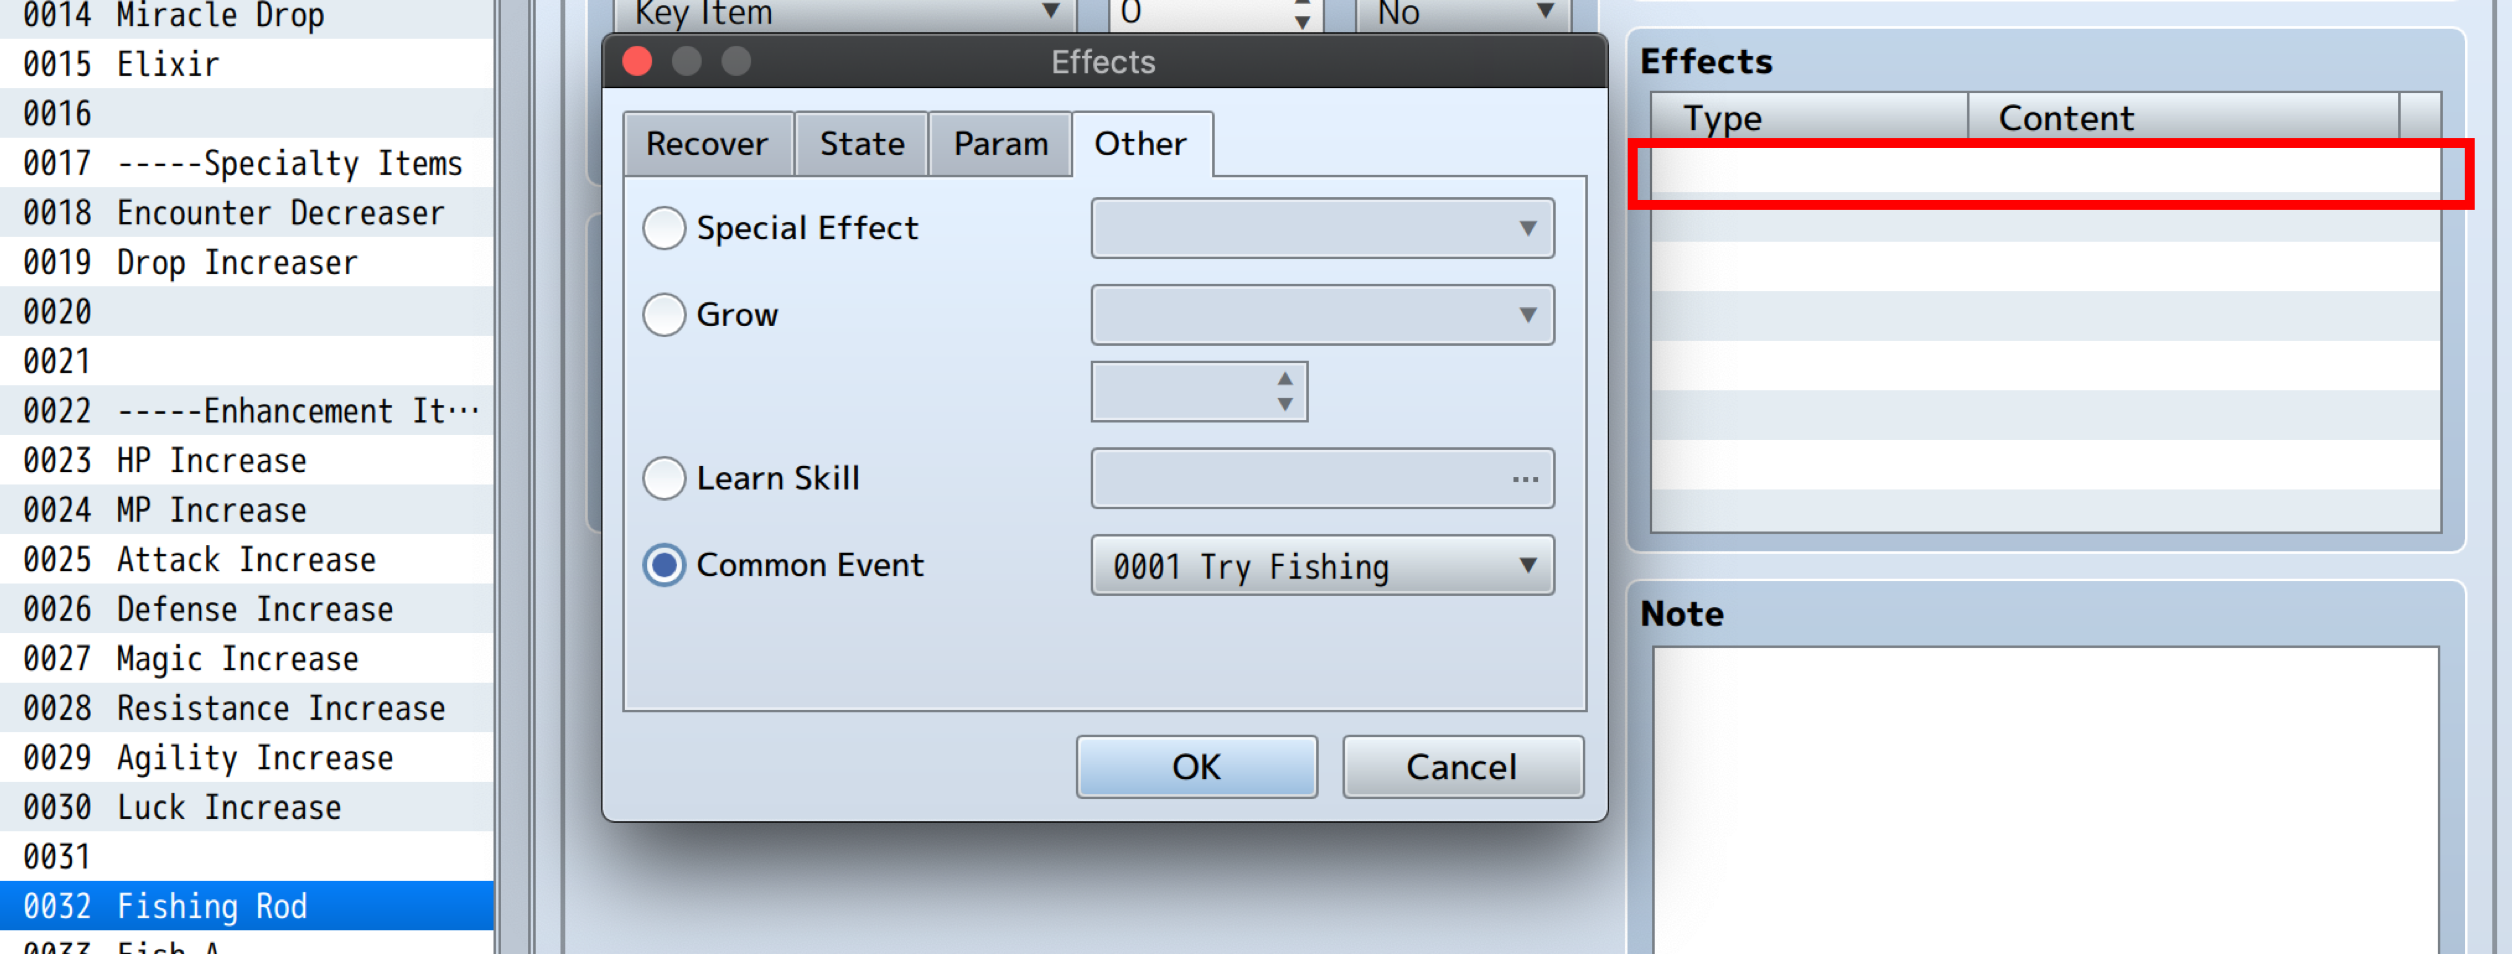 0014 Miracle Drop
0015 Elixir
0016
0017 -----Specialty Items
0018 Encounter Decreaser
0019 Drop Increaser
0020
0021
0022 -----Enhancement It…
0023 HP Increase
0024 MP Increase
0025 Attack Increase
0026 Defense Increase
0027 Magic Increase
0028 Resistance Increase
0029 Agility Increase
0030 Luck Increase
0031
0032 Fishing Rod
0033 Fish A
Key Item
0
No
Effects
Recover State Param Other
Special Effect
Grow
Learn Skill ...
Common Event 0001 Try Fishing
OK Cancel
Effects
Type Content
Note